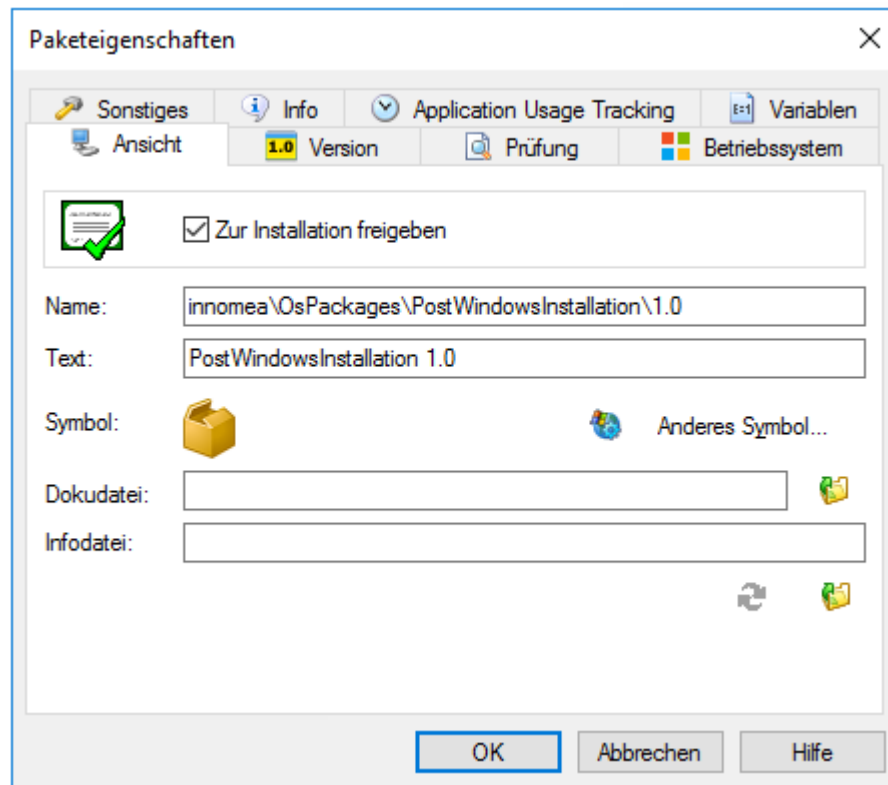 Paketeigenschaften
Sonstiges Info Application Usage Tracking E=1 Variablen
Ansicht 1.0 Version Prüfung Betriebssystem
Zur Installation freigeben
Name: innomea\OsPackages\PostWindowsInstallation\1.0
Text: PostWindowsInstallation 1.0
Symbol: Anderes Symbol...
Dokudatei:
Infodatei:
OK Abbrechen Hilfe